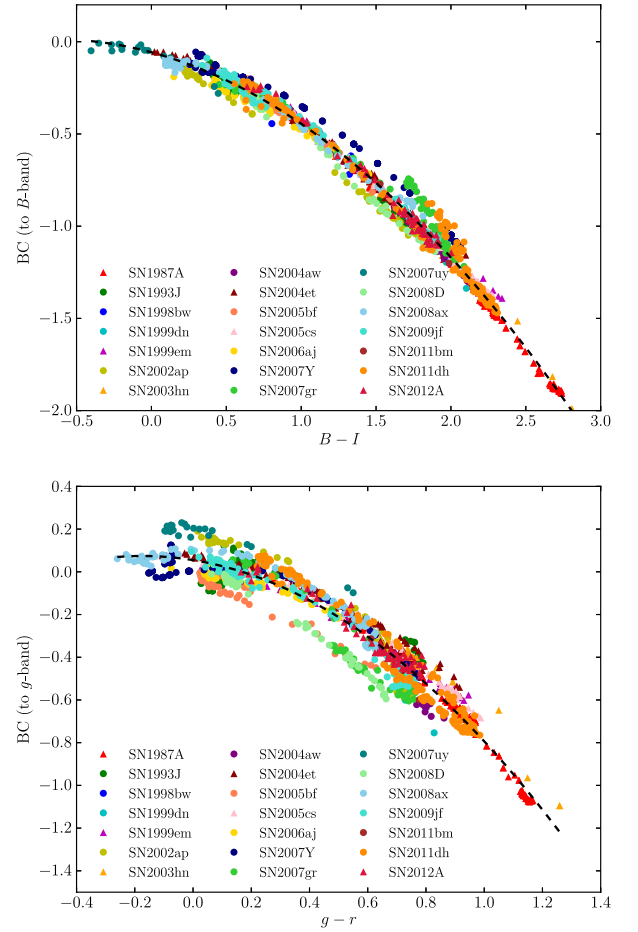 0.0
−0.5
−1.0
−1.5
−2.0
BC (to B-band)
SN1987A SN2004aw SN2007uy
SN1993J SN2004et SN2008D
SN1998bw SN2005bf SN2008ax
SN1999dn SN2005cs SN2009jf
SN1999em SN2006aj SN2011bm
SN2002ap SN2007Y SN2011dh
SN2003hn SN2007gr SN2012A
−0.5 0.0 0.5 1.0 1.5 2.0 2.5 3.0
B − I
0.4
0.2
0.0
−0.2
−0.4
−0.6
−0.8
−1.0
−1.2
−1.4
BC (to g-band)
SN1987A SN2004aw SN2007uy
SN1993J SN2004et SN2008D
SN1998bw SN2005bf SN2008ax
SN1999dn SN2005cs SN2009jf
SN1999em SN2006aj SN2011bm
SN2002ap SN2007Y SN2011dh
SN2003hn SN2007gr SN2012A
−0.4 −0.2 0.0 0.2 0.4 0.6 0.8 1.0 1.2 1.4
g − r